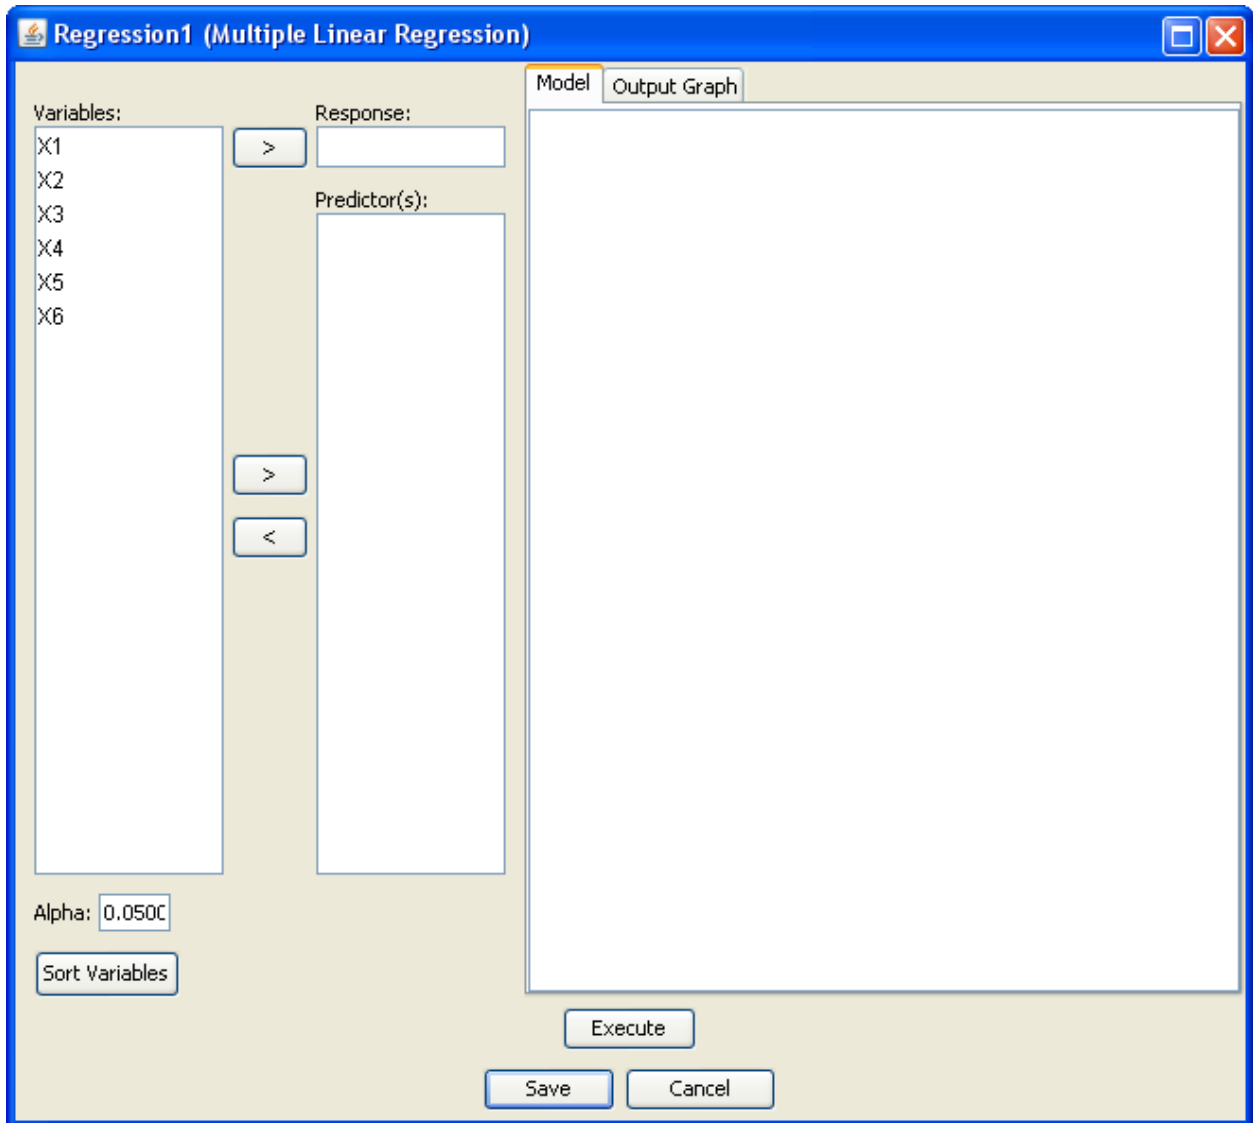 Regression1 (Multiple Linear Regression)
Model
Output Graph
Variables:
X1
X2
X3
X4
X5
X6
>
Response:
Predictor(s):
>
<
Alpha: 0.0500
Sort Variables
Execute
Save
Cancel